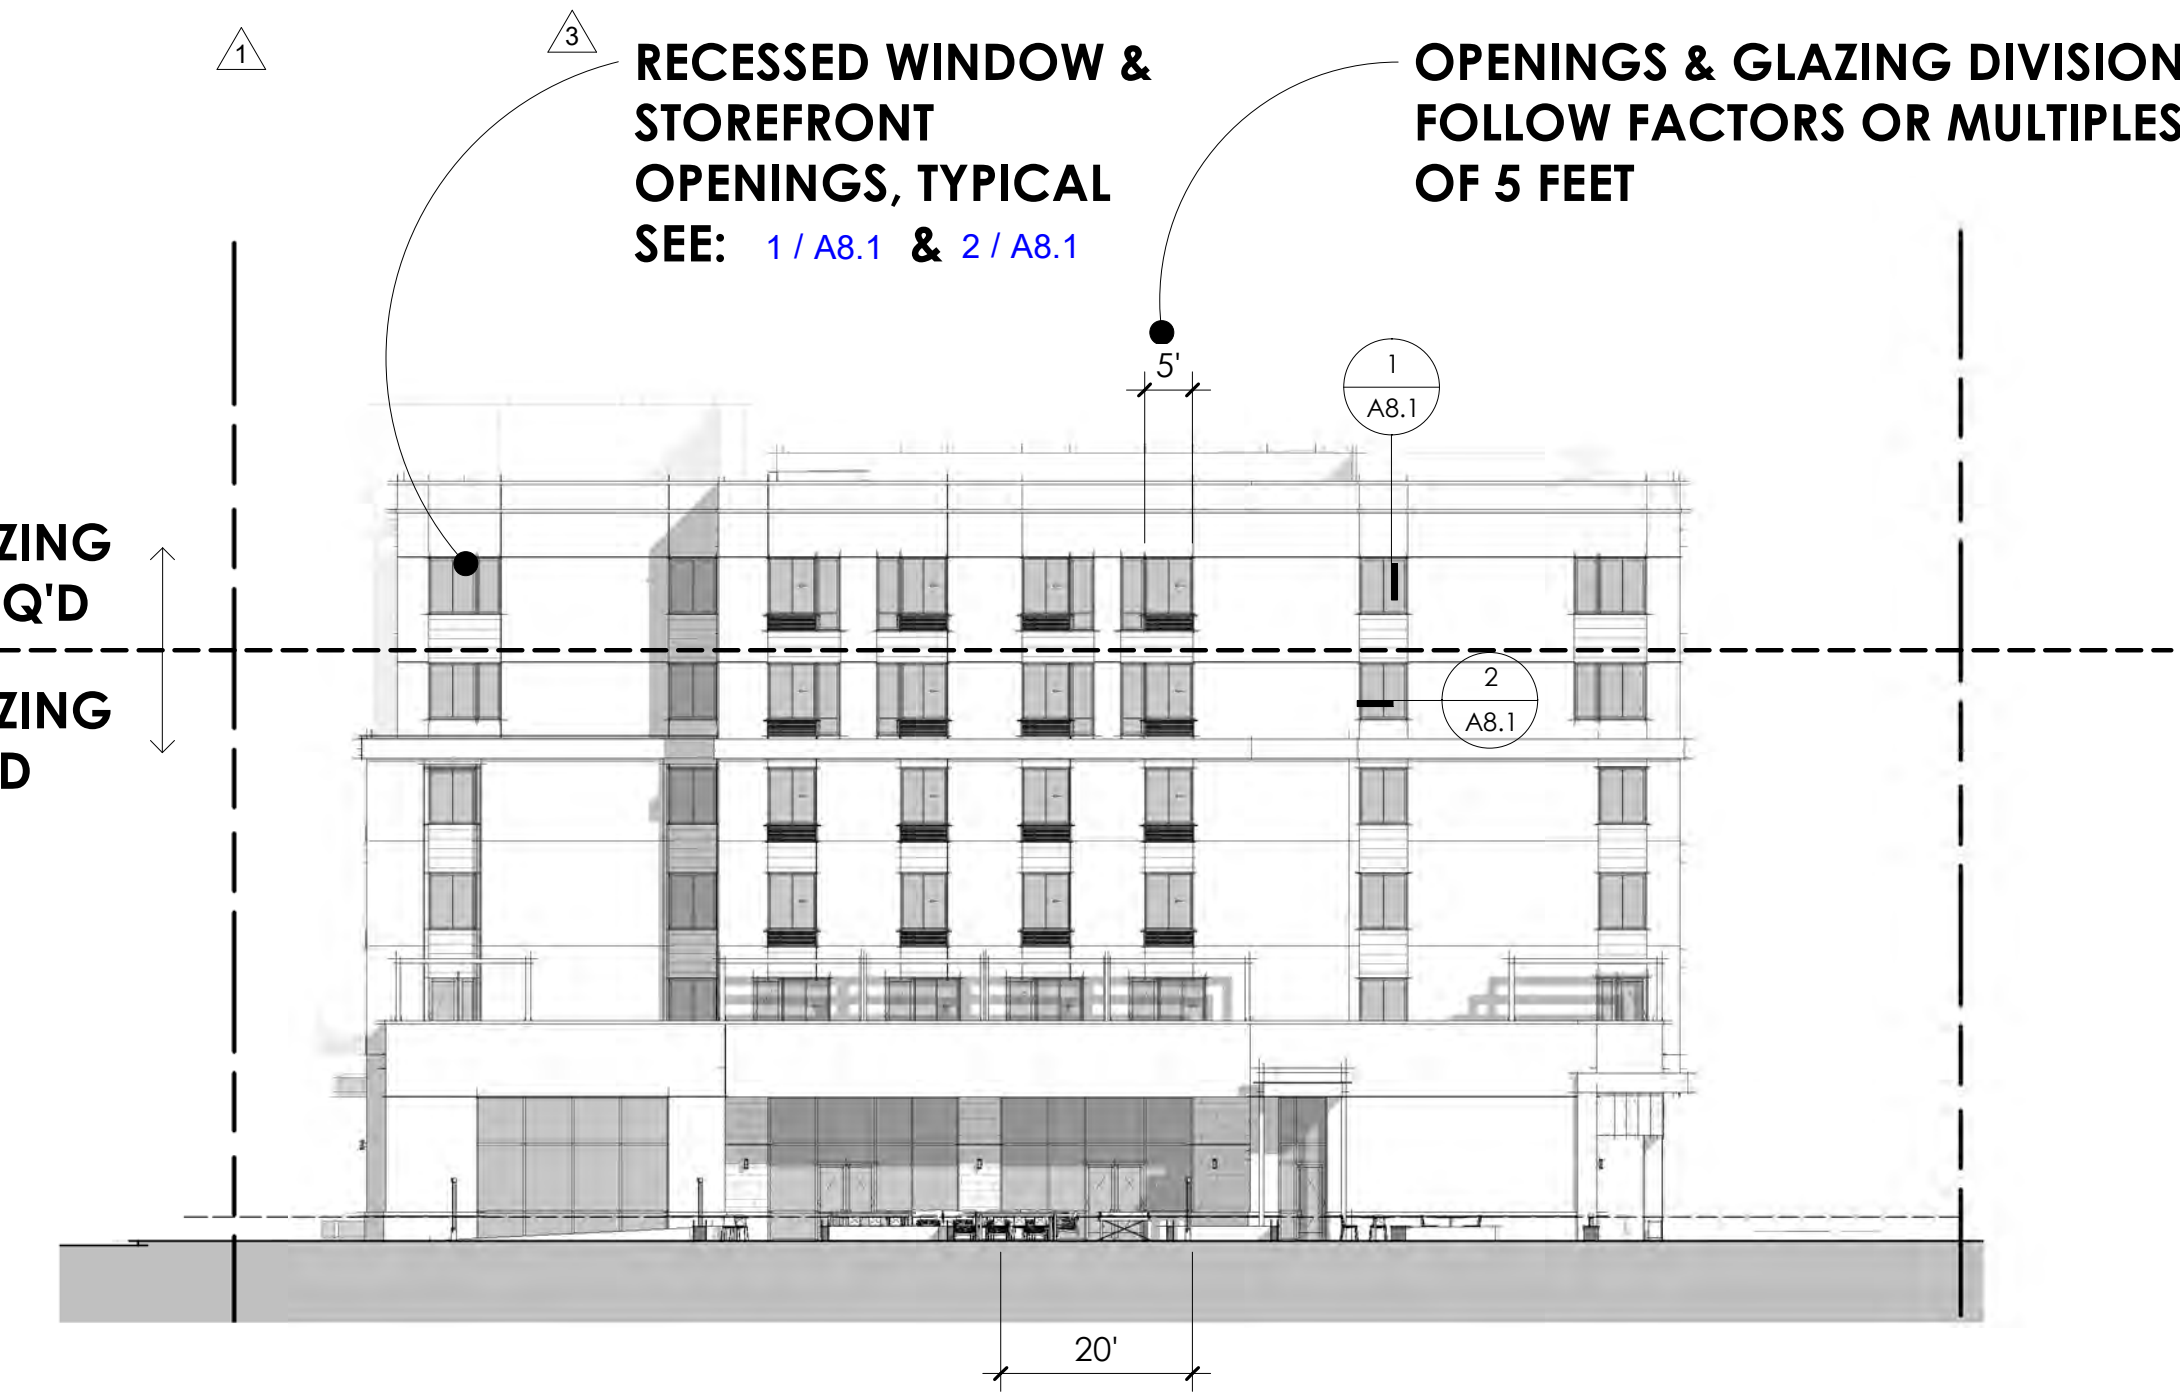 1
3
RECESSED WINDOW &
STOREFRONT
OPENINGS, TYPICAL
SEE: 1 / A8.1 & 2 / A8.1
OPENINGS & GLAZING DIVISION
FOLLOW FACTORS OR MULTIPLES
OF 5 FEET
5'
1
A8.1
ZING
Q'D
2
A8.1
ZING
D
20'